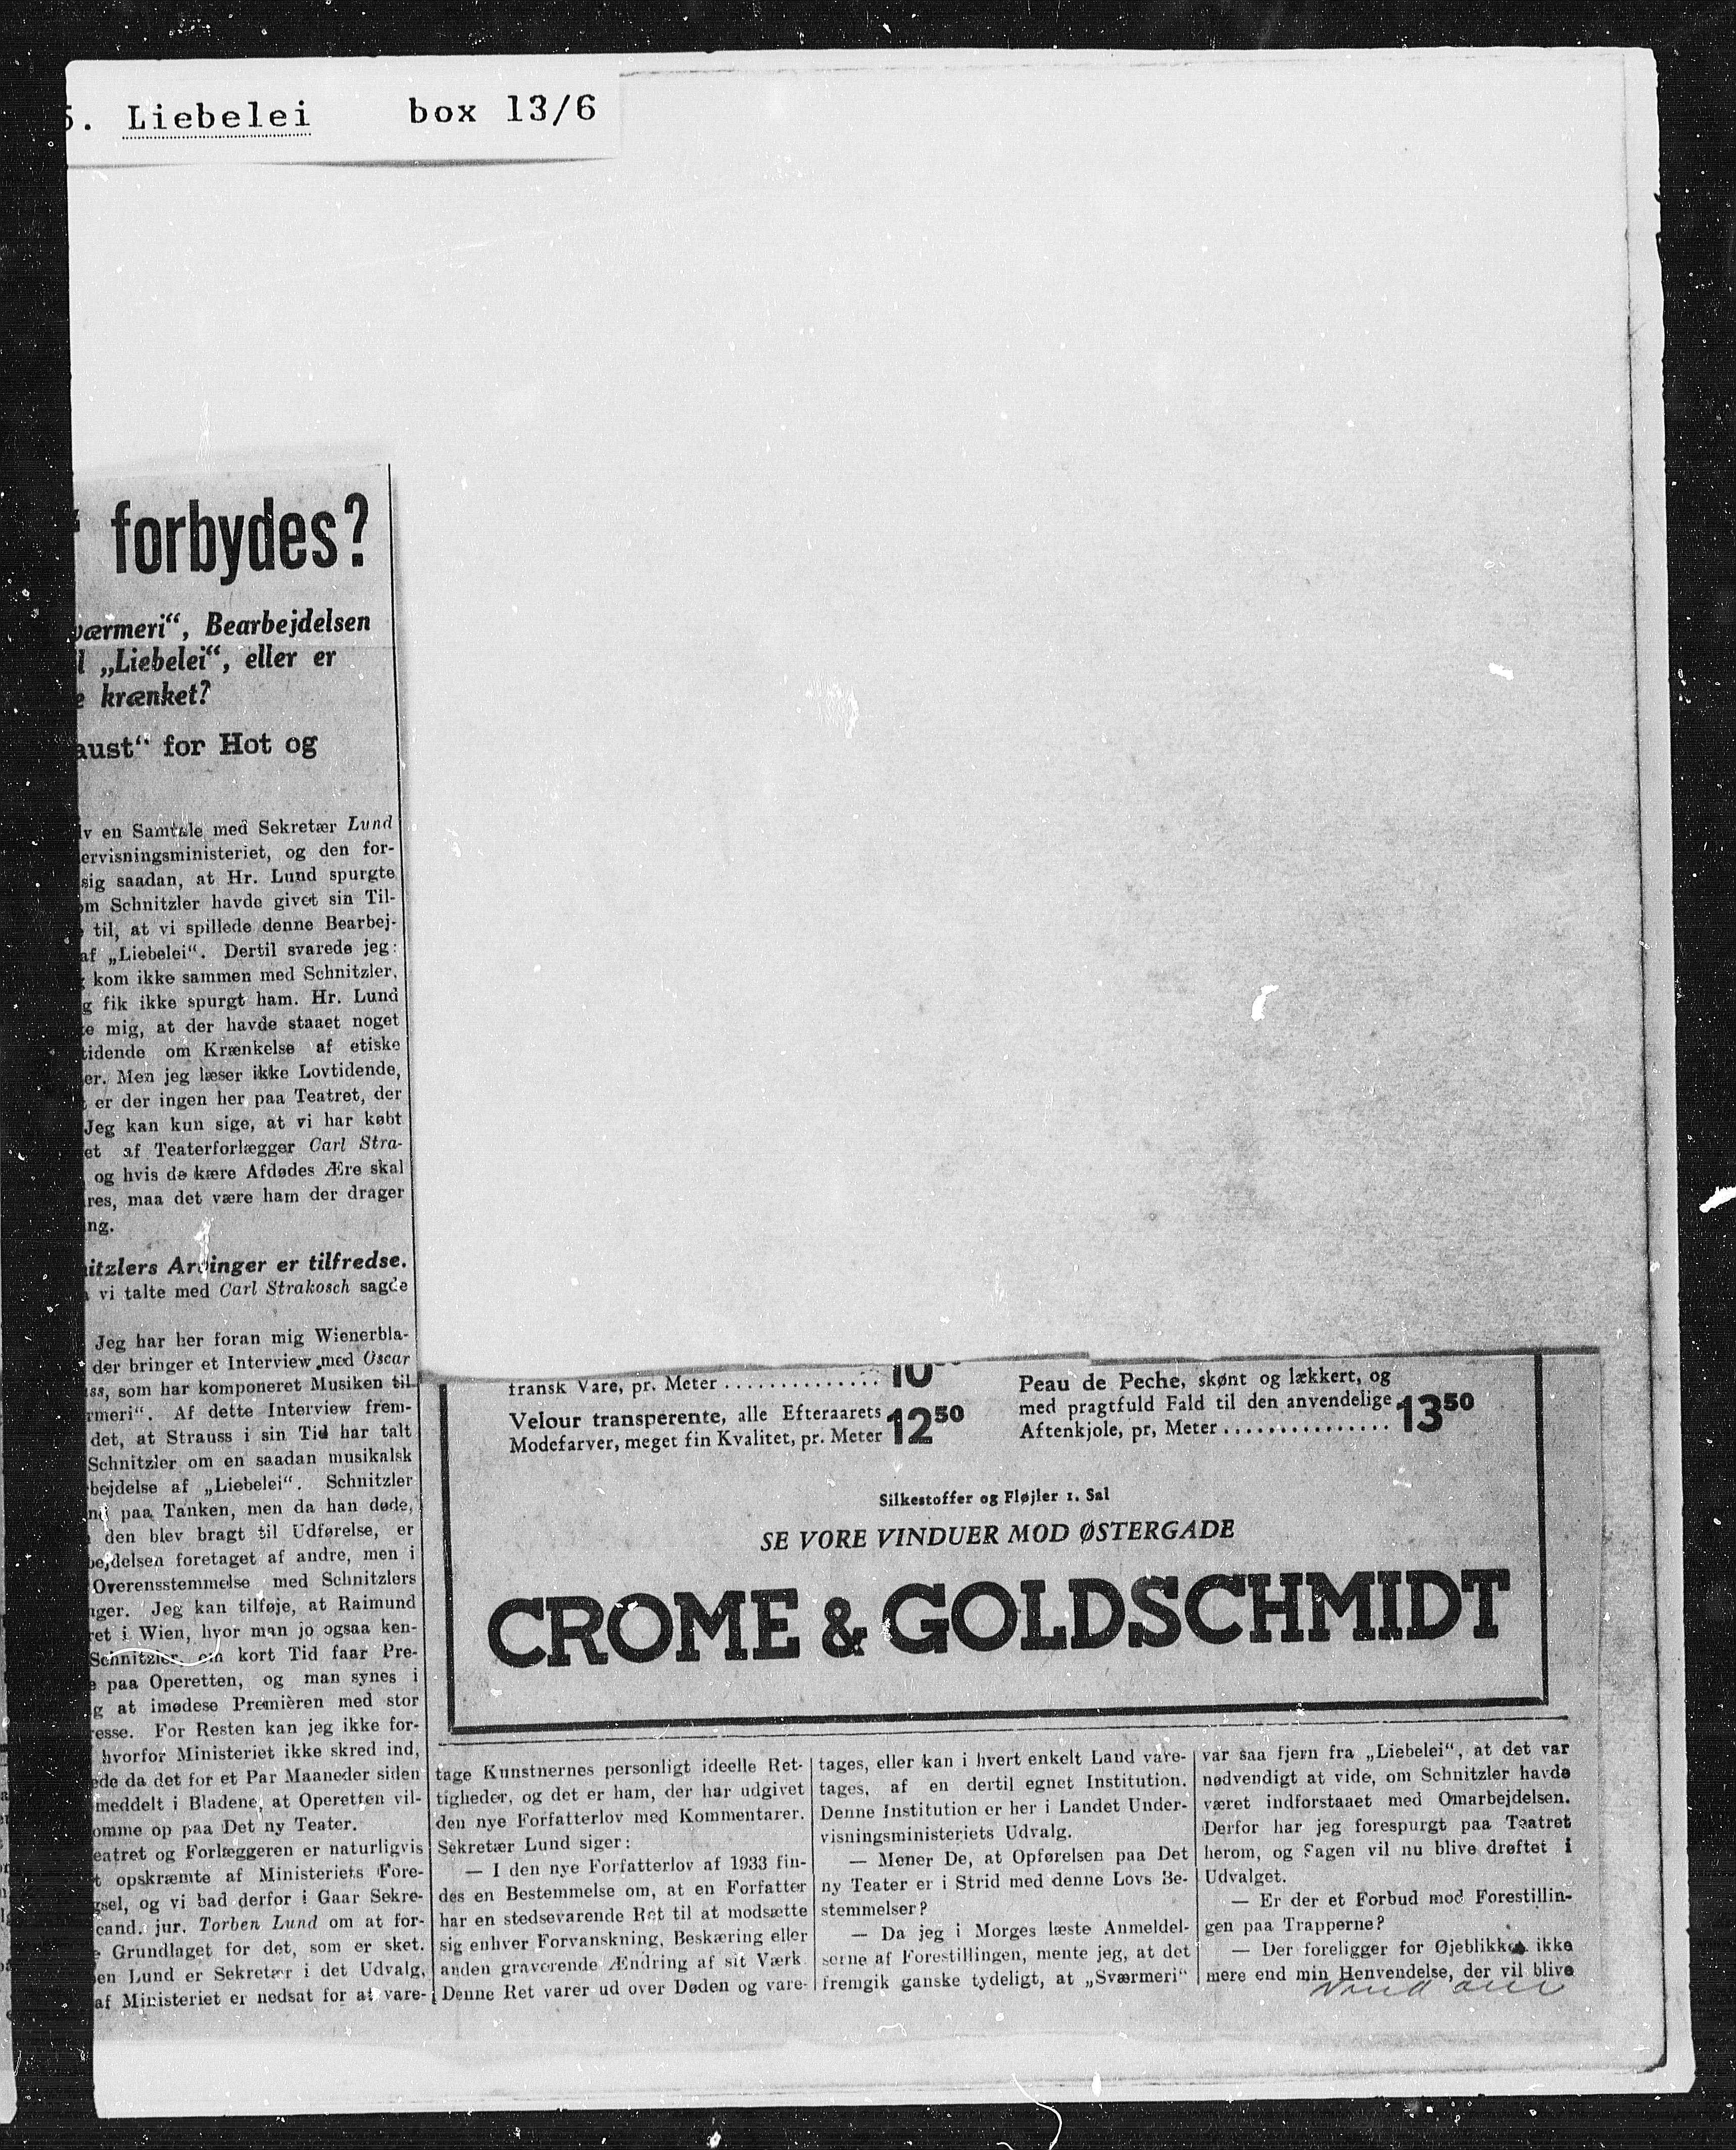 5. Liebelei box 13/6
forbydes?
værmeri“, Bearbejdelsen
l „Liebelei“, eller er
e krænket?
aust“ for Hot og
lv en Samtale med Sekretær Lund
ervisningsministeriet, og den for-
sig saadan, at Hr. Lund spurgte
om Schnitzler havde givet sin Til-
til, at vi spillede denne Bearbej-
af „Liebelei“. Dertil svarede jeg:
kom ikke sammen med Schnitzler,
g fik ikke spurgt ham. Hr. Lund
te mig, at der havde staaet noget
tidende om Krænkelse af etiske
er. Men jeg læser ikke Lovtidende,
er der ingen her paa Teatret, der
Jeg kan kun sige, at vi har købt
et af Teaterforlægger Carl Stra-
og hvis de kære Afdødes Ære skal
res, maa det være ham der drager
ng.
itzlers Arvinger er tilfredse.
vi talte med Carl Strakosch sagde
Jeg har her foran mig Wienerbla-
der bringer et Interview med Oscar
ss, som har komponeret Musiken til
rmeri“. Af dette Interview frem-
det, at Strauss i sin Tid har talt
Schnitzler om en saadan musikalsk
bejdelse af „Liebelei“. Schnitzler
paa Tanken, men da han døde,
den blev bragt til Udførelse, er
bejdelsen foretaget af andre, men i
Overensstemmelse med Schnitzlers
nger. Jeg kan tilføje, at Raimund
ret i Wien, hvor man jo ogsaa ken-
Schnitzler, om kort Tid faar Pre-
e paa Operetten, og man synes i
g at imødese Premièren med stor
esse. For Resten kan jeg ikke for-
hvorfor Ministeriet ikke skred ind,
ede da det for et Par Maaneder siden
meddelt i Bladene, at Operetten vil-
omme op paa Det ny Teater.
eatret og Forlæggeren er naturligvis
t opskræmte af Ministeriets Fore-
gsel, og vi bad derfor i Gaar Sekre-
cand. jur. Torben Lund om at for-
e Grundlaget for det, som er sket.
en Lund er Sekretær i det Udvalg,
af Ministeriet er nedsat for at vare-
fransk Vare, pr. Meter .............. 10
Velour transperente, alle Efteraarets
Modefarver, meget fin Kvalitet, pr. Meter 12⁵⁰
Peau de Peche, skønt og lækkert, og
med pragtfuld Fald til den anvendelige
Aftenkjole, pr, Meter ............... 13⁵⁰
Silkestoffer og Fløjler 1. Sal
SE VORE VINDUER MOD ØSTERGADE
CROME & GOLDSCHMIDT
tage Kunstnernes personligt ideelle Ret-
tigheder, og det er ham, der har udgivet
den nye Forfatterlov med Kommentarer.
Sekretær Lund siger:
— I den nye Forfatterlov af 1933 fin-
des en Bestemmelse om, at en Forfatter
har en stedsevarende Ret til at modsætte
sig enhver Forvanskning, Beskæring eller
anden graverende Ændring af sit Værk
Denne Ret varer ud over Døden og vare-
tages, eller kan i hvert enkelt Land vare-
tages, af en dertil egnet Institution.
Denne Institution er her i Landet Under-
visningsministeriets Udvalg.
— Mener De, at Opførelsen paa Det
ny Teater er i Strid med denne Lovs Be-
stemmelser?
— Da jeg i Morges læste Anmeldel-
serne af Forestillingen, mente jeg, at det
fremgik ganske tydeligt, at „Sværmeri“
var saa fjern fra „Liebelei“, at det var
nødvendigt at vide, om Schnitzler havde
været indforstaaet med Omarbejdelsen.
Derfor har jeg forespurgt paa Teatret
herom, og Sagen vil nu blive drøftet i
Udvalget.
— Er der et Forbud mod Forestillin-
gen paa Trapperne?
— Der foreligger for Øjeblikket ikke
mere end min Henvendelse, der vil blive